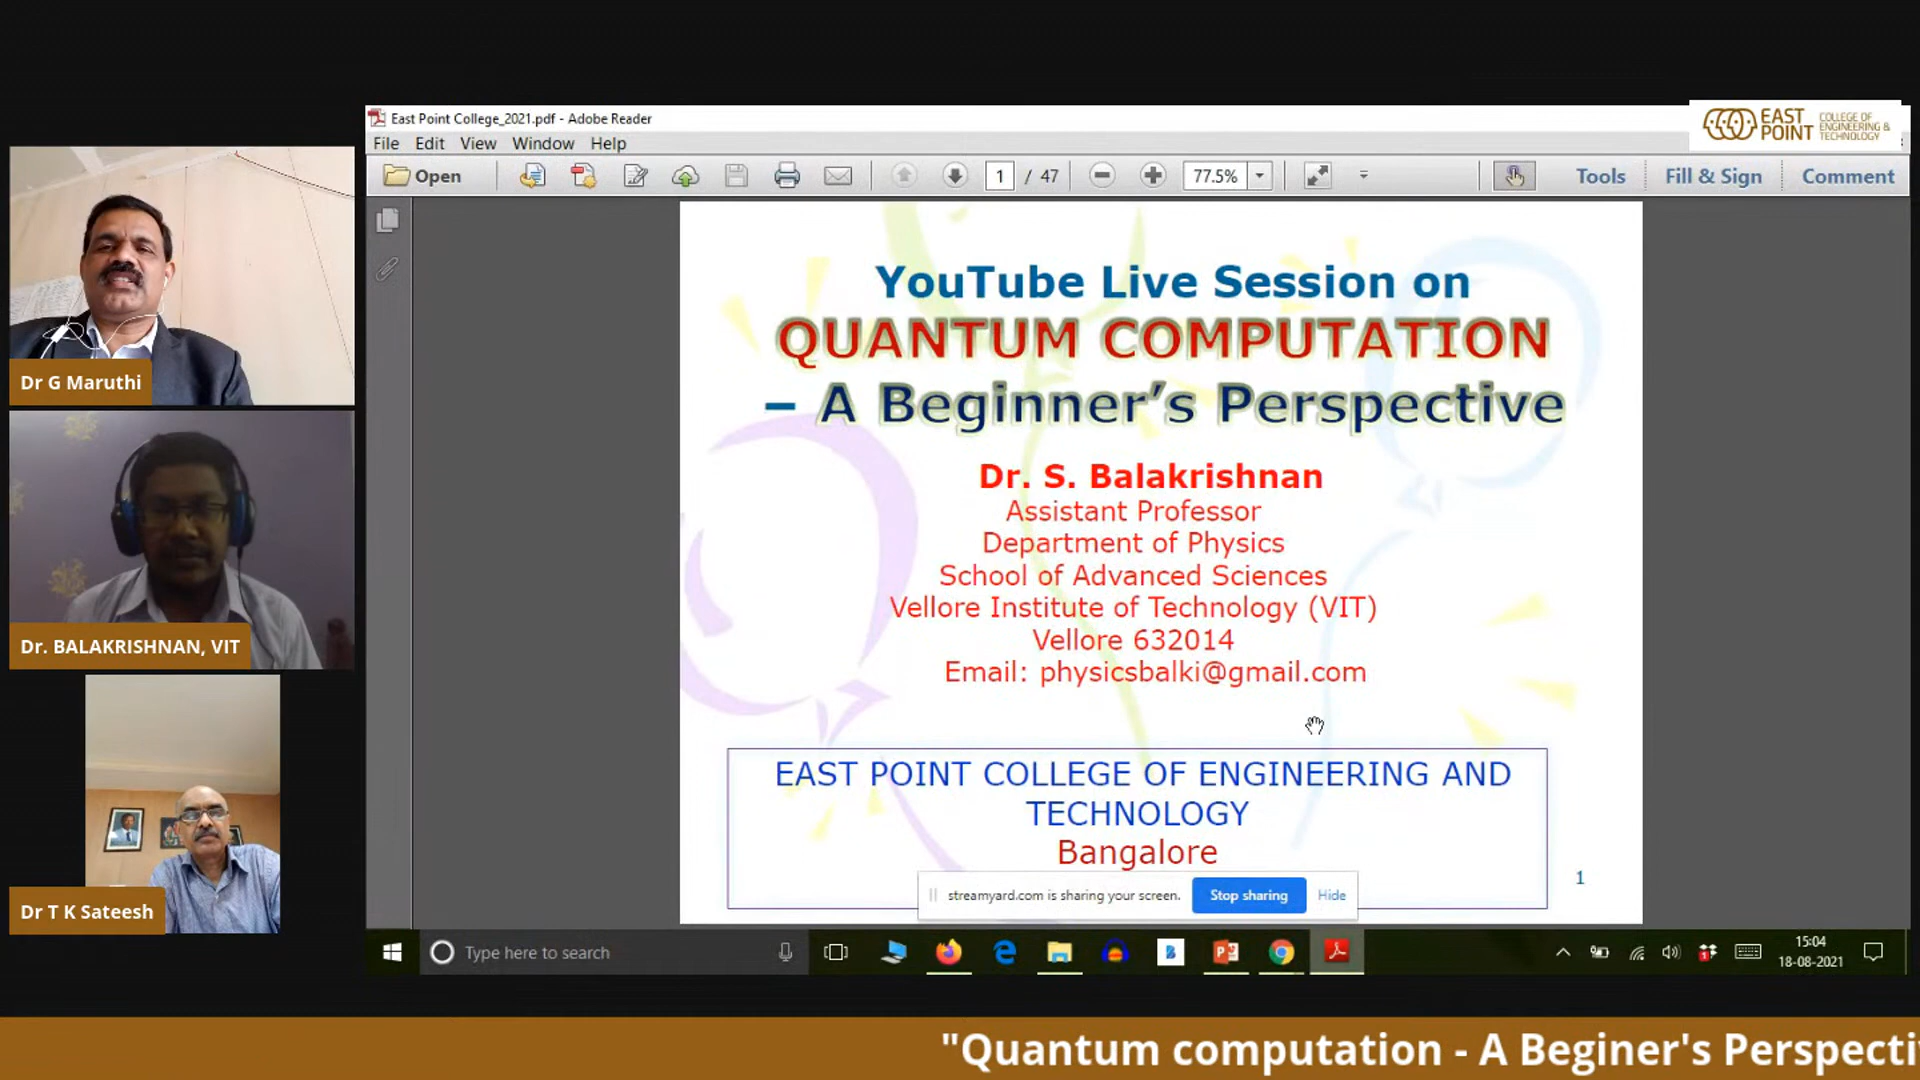 East Point College_2021.pdf - Adobe Reader
File Edit View Window Help
Open 1 / 47 77.5% Tools Fill & Sign Comment
EAST POINT COLLEGE OF ENGINEERING & TECHNOLOGY
Dr G Maruthi
Dr. BALAKRISHNAN, VIT
Dr T K Sateesh
YouTube Live Session on
QUANTUM COMPUTATION
– A Beginner's Perspective
Dr. S. Balakrishnan
Assistant Professor
Department of Physics
School of Advanced Sciences
Vellore Institute of Technology (VIT)
Vellore 632014
Email: physicsbalki@gmail.com
EAST POINT COLLEGE OF ENGINEERING AND
TECHNOLOGY
Bangalore
1
streamyard.com is sharing your screen. Stop sharing Hide
Type here to search
15:04
18-08-2021
"Quantum computation - A Beginer's Perspecti